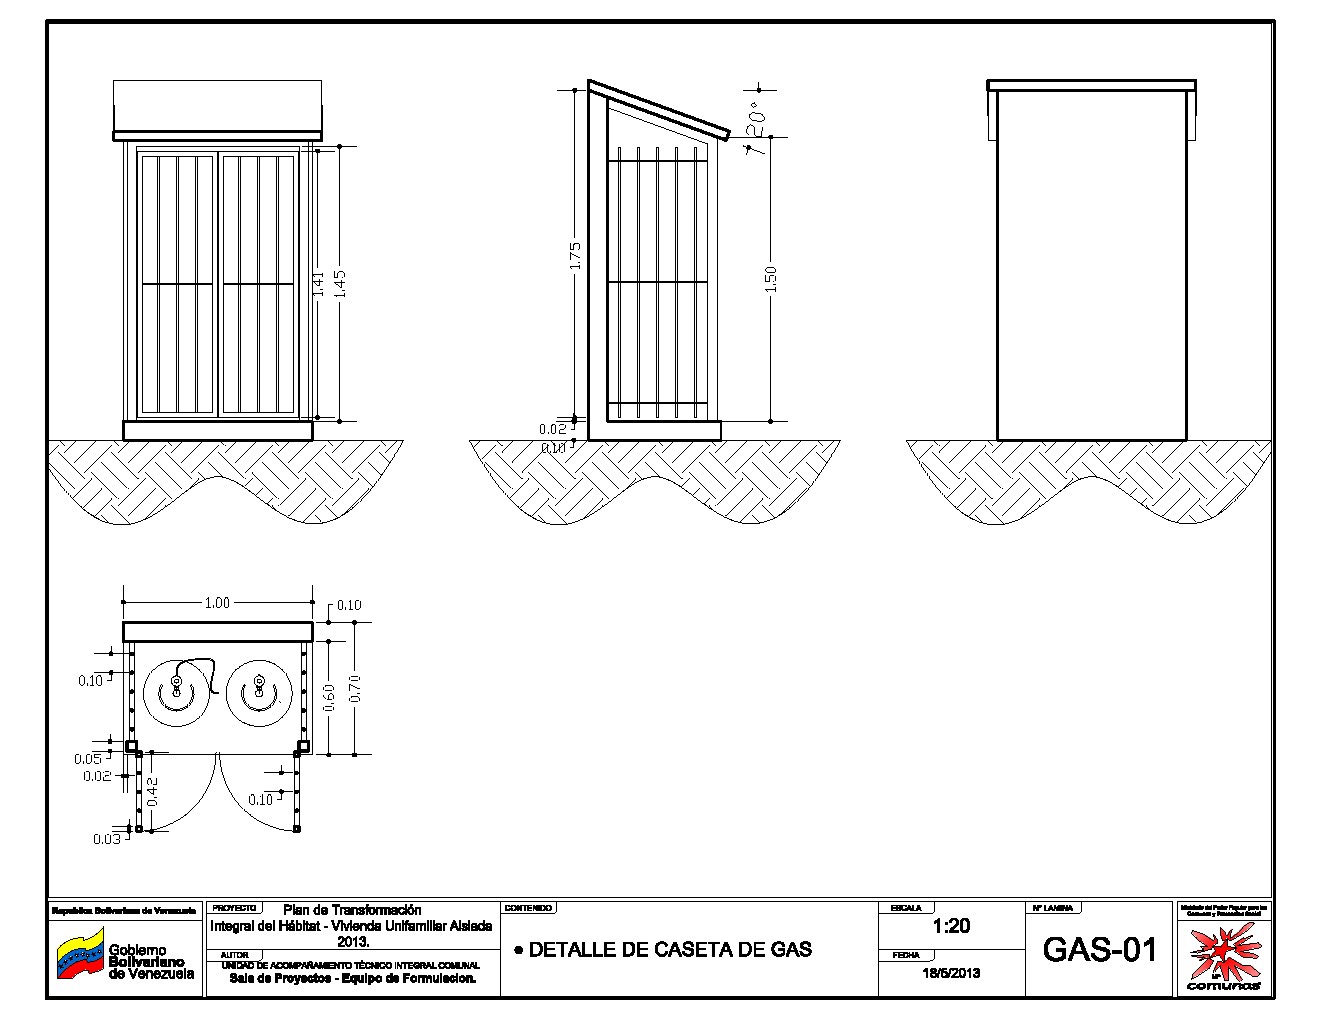 20°
1.41
1.45
1.75
1.50
0.02
0.10
1.00
0.10
0.10
0.60
0.70
0.05
0.02
0.42
0.10
0.03
Republica Bolivariana de Venezuela
Gobierno
Bolivariano
de Venezuela
PROYECTO
Plan de Transformación
Integral del Hábitat - Vivienda Unifamiliar Aislada
2013.
AUTOR
UNIDAD DE ACOMPAÑAMIENTO TÉCNICO INTEGRAL COMUNAL
Sala de Proyectos - Equipo de Formulacion.
CONTENIDO
• DETALLE DE CASETA DE GAS
ESCALA
1:20
FECHA
18/6/2013
Nº LAMINA
GAS-01
Ministerio del Poder Popular para las
Comunas y Protección Social
comunas